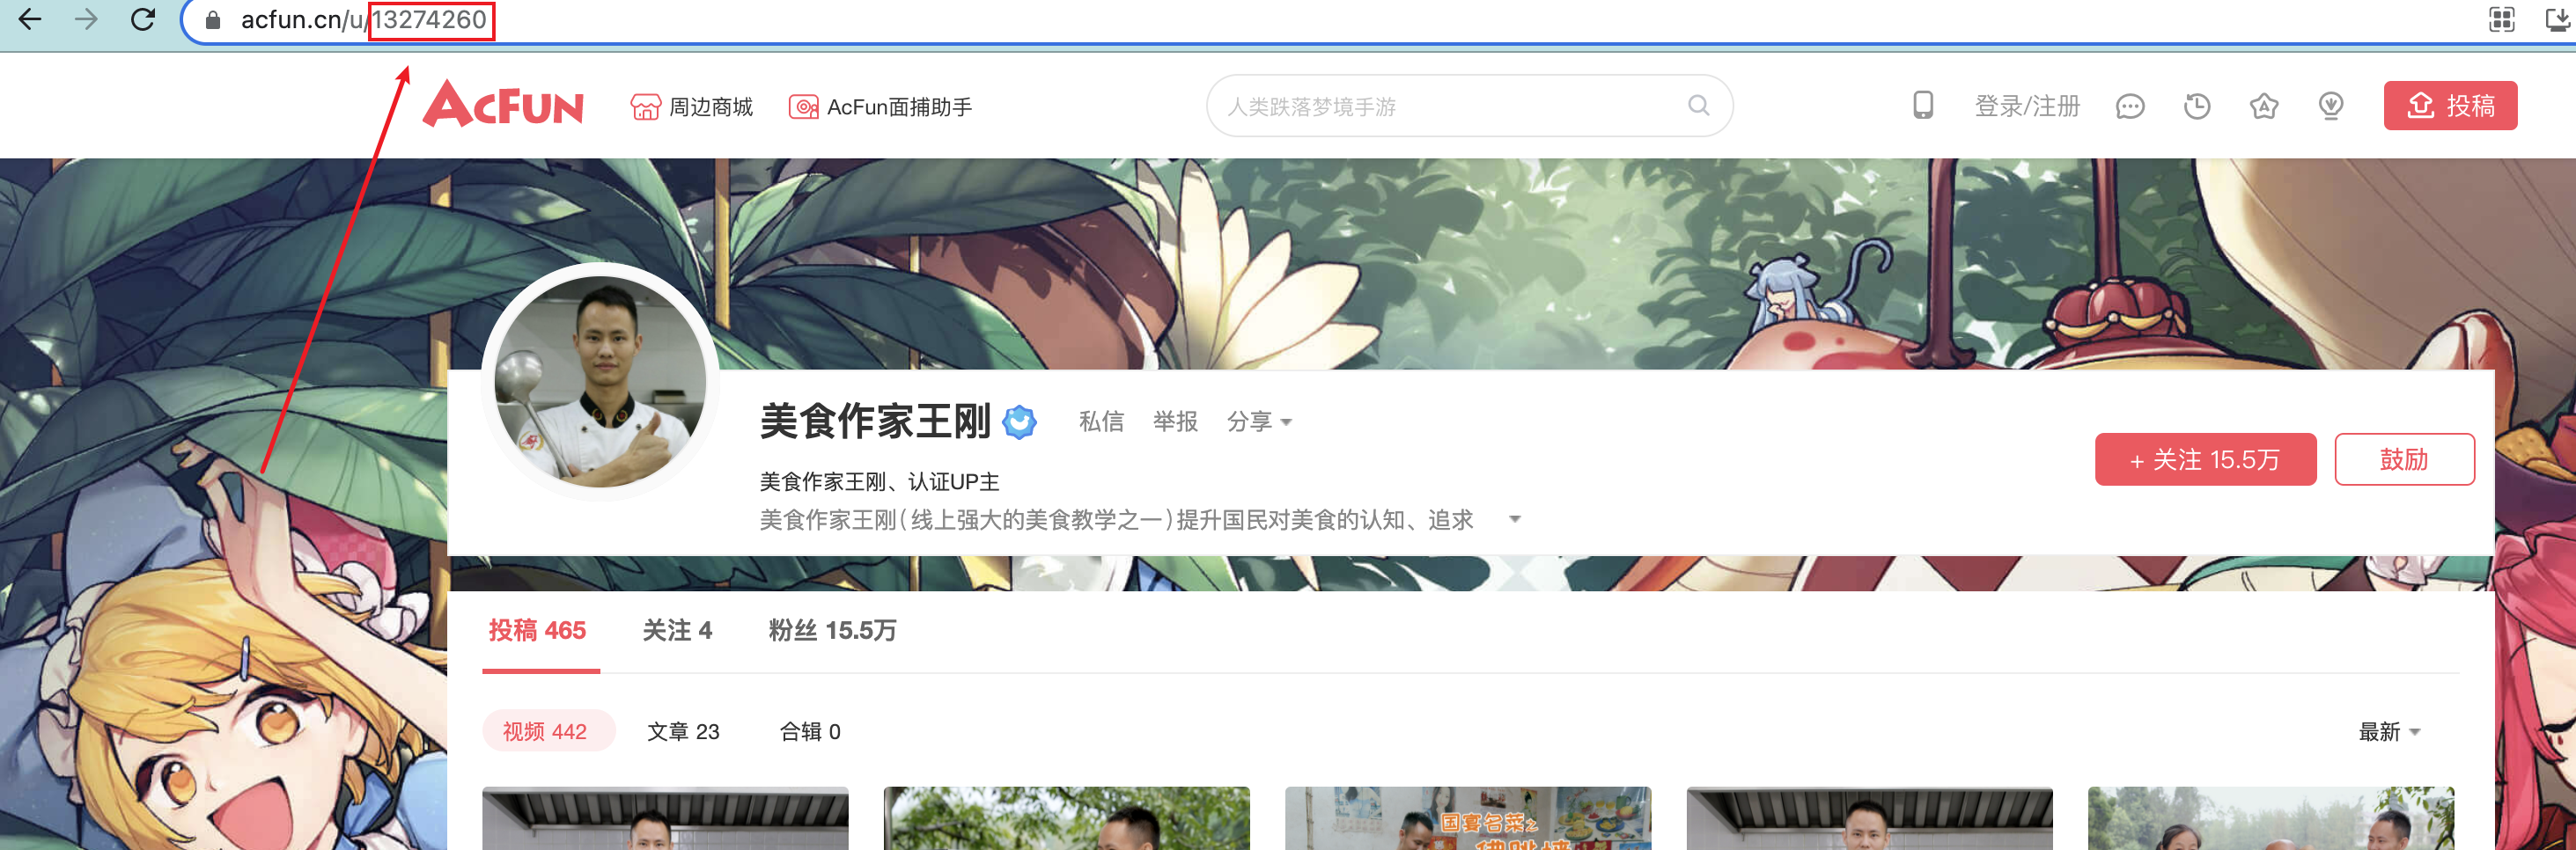 acfun.cn/u/13274260
ACFUN
周边商城
AcFun面捕助手
人类跌落梦境手游
登录/注册
投稿
美食作家王刚
私信
举报
分享
美食作家王刚、认证UP主
美食作家王刚(线上强大的美食教学之一)提升国民对美食的认知、追求
+ 关注 15.5万
鼓励
投稿 465
关注 4
粉丝 15.5万
视频 442
文章 23
合辑 0
最新
国宴名菜之
佛跳墙